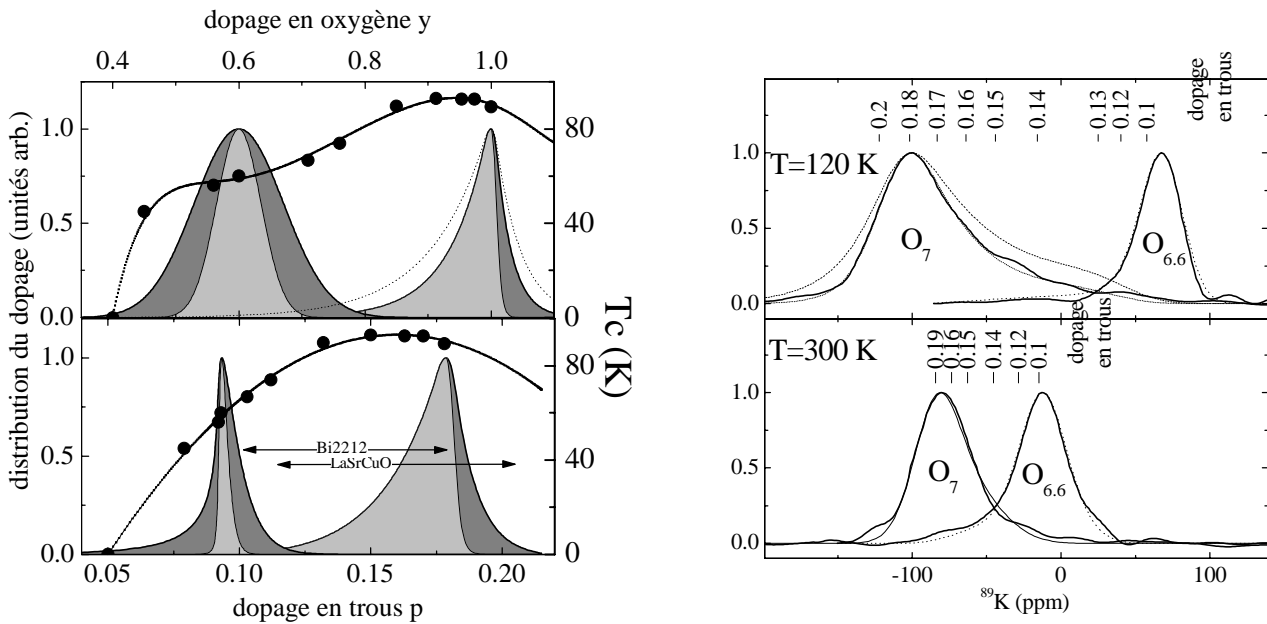 dopage en oxygène y
0.4 0.6 0.8 1.0
distribution du dopage (unités arb.)
1.0
0.5
0.0
80
40
0
Tc (K)
1.0
0.5
0.0
80
40
0
Bi2212
LaSrCuO
0.05 0.10 0.15 0.20
dopage en trous p
0.2
0.18
0.17
0.16
0.15
0.14
0.13
0.12
0.1
dopage
en trous
T=120 K
1.0
0.5
0.0
O7
O6.6
T=300 K
0.19
0.16
0.15
0.14
0.12
0.1
dopage
en trous
1.0
0.5
0.0
O7
O6.6
-100 0 100
89K (ppm)